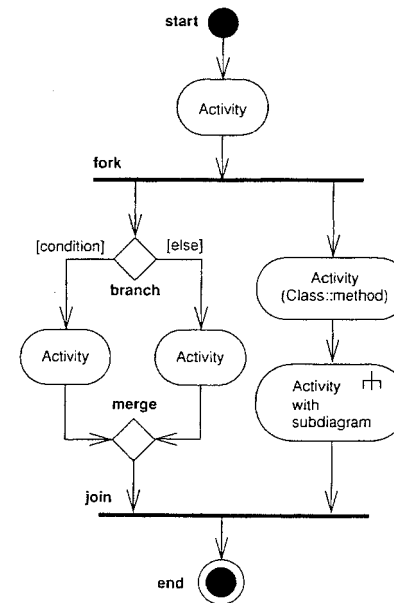 start
Activity
fork
[condition]
[else]
branch
Activity
(Class::method)
Activity
Activity
Activity
with
subdiagram
merge
join
end